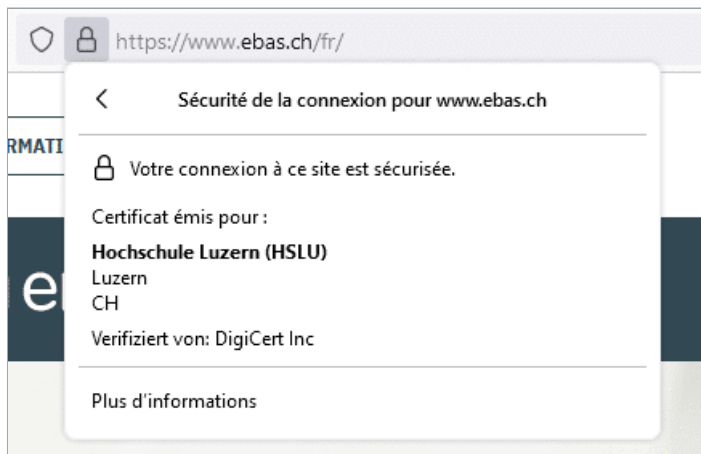 https://www.ebas.ch/fr/
Sécurité de la connexion pour www.ebas.ch
RMATI
Votre connexion à ce site est sécurisée.
Certificat émis pour :
Hochschule Luzern (HSLU)
Luzern
CH
Verifiziert von: DigiCert Inc
Plus d'informations